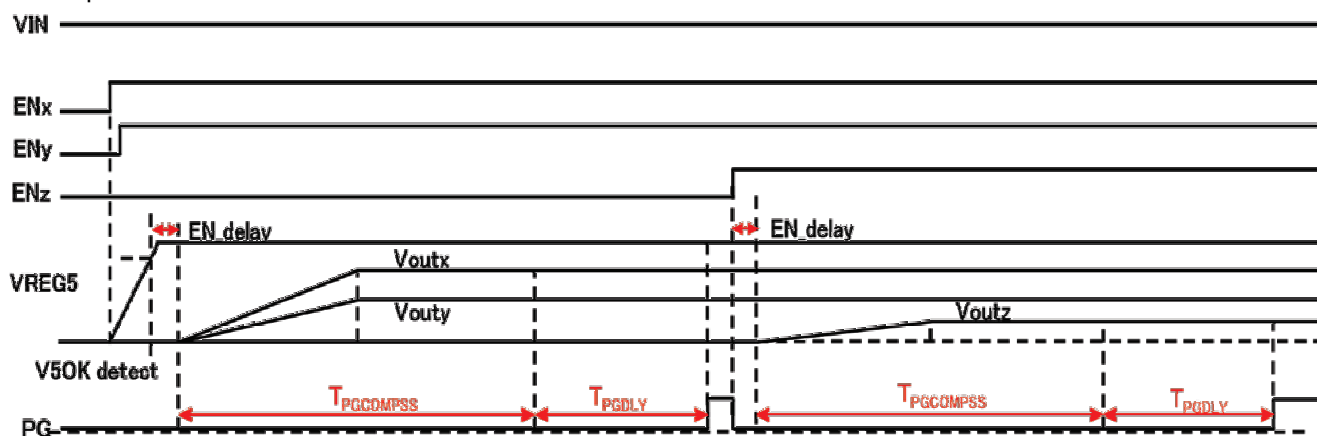 VIN
ENx
ENy
ENz
EN_delay EN_delay
Voutx
VREG5
Vouty Voutz
V5OK detect
TPGCOMPSS TPGDLY TPGCOMPSS TPGDLY
PG